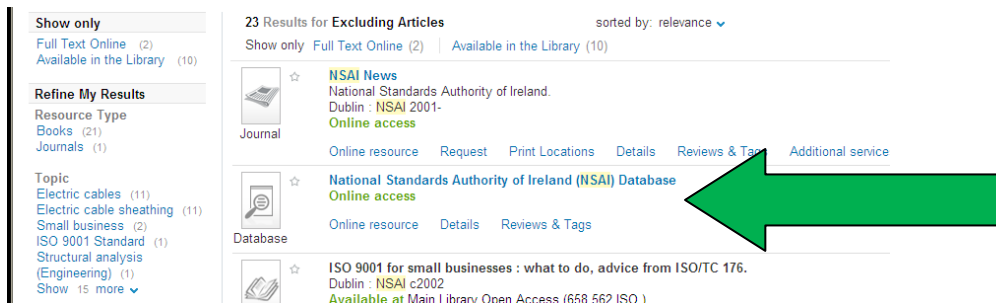 Show only
Full Text Online (2)
Available in the Library (10)
Refine My Results
Resource Type
Books (21)
Journals (1)
Topic
Electric cables (11)
Electric cable sheathing (11)
Small business (2)
ISO 9001 Standard (1)
Structural analysis
(Engineering) (1)
Show 15 more
23 Results for Excluding Articles sorted by: relevance
Show only Full Text Online (2) Available in the Library (10)
NSAI News
National Standards Authority of Ireland.
Dublin : NSAI 2001-
Online access
Journal
Online resource Request Print Locations Details Reviews & Tags Additional service
National Standards Authority of Ireland (NSAI) Database
Online access
Online resource Details Reviews & Tags
Database
ISO 9001 for small businesses : what to do, advice from ISO/TC 176.
Dublin : NSAI c2002
Available at Main Library Open Access (658.562 ISO )